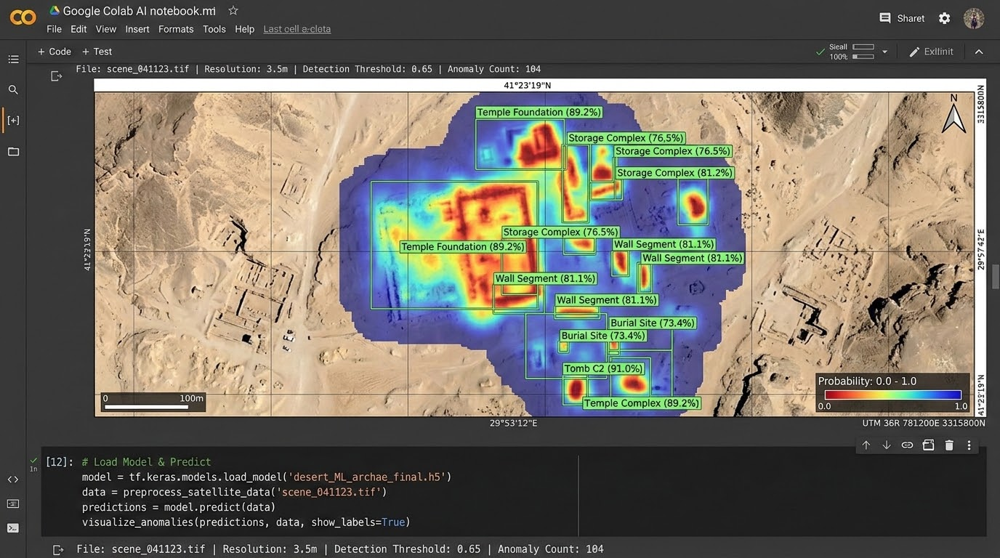 Google Colab AI notebook.mi
File Edit View Insert Formats Tools Help Last cell a:clota
Sharet
+ Code + Test
Sieall
100%
Exlinit
File: scene_041123.tif | Resolution: 3.5m | Detection Threshold: 0.65 | Anomaly Count: 104
41°23'19"N
3315800N
N
Temple Foundation (89.2%)
Storage Complex (76,5%)
Storage Complex (76.5%)
Storage Complex (81.2%)
Storage Complex (76.5%)
Temple Foundation (89.2%)
Wall Segment (81.1%)
Wall Segment (81.1%)
Wall Segment (81.1%)
Wall Segment (81.1%)
Burial Site (73.4%)
Burial Site (73.4%)
Tomb C2 (91.0%)
Temple Complex (89.2%)
41°23'19"N
29°57'42"E
41°23'19"N
0 100m
Probability: 0.0 - 1.0
0.0 1.0
29°53'12"E
UTM 36R 781200E 3315800N
In
[12]: # Load Model & Predict
model = tf.keras.models.load_model('desert_ML_archae_final.h5')
data = preprocess_satellite_data('scene_041123.tif')
predictions = model.predict(data)
visualize_anomalies(predictions, data, show_labels=True)
File: scene_041123.tif | Resolution: 3.5m | Detection Threshold: 0.65 | Anomaly Count: 104